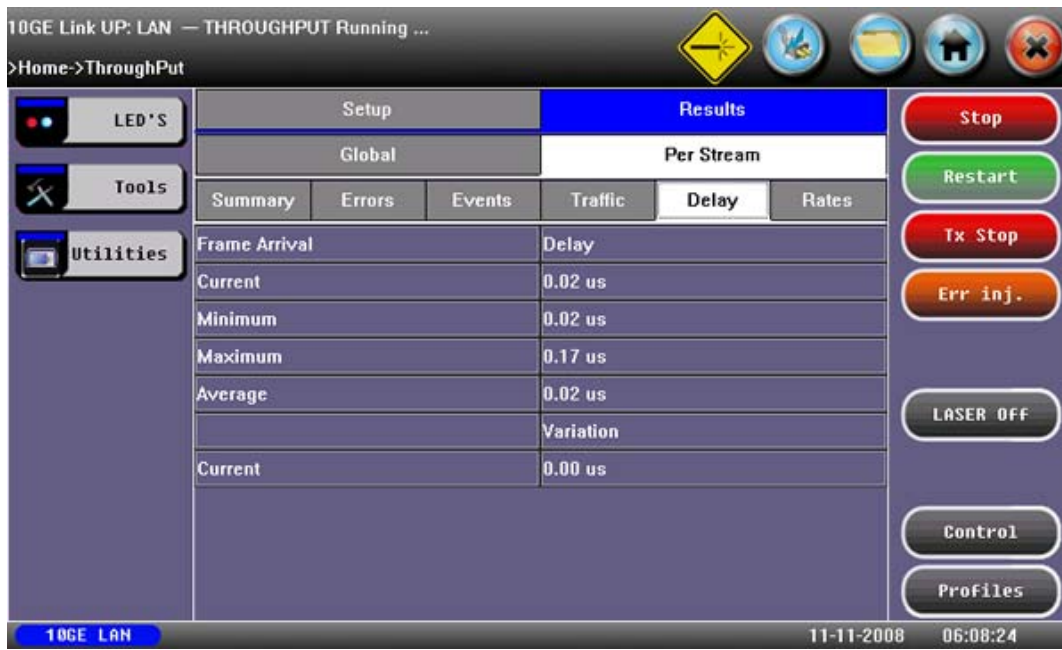 10GE Link UP: LAN — THROUGHPUT Running ...
>Home->ThroughPut
LED'S
Tools
Utilities
Setup
Results
Global
Per Stream
Summary
Errors
Events
Traffic
Delay
Rates
Frame Arrival
Delay
Current
0.02 us
Minimum
0.02 us
Maximum
0.17 us
Average
0.02 us
Variation
Current
0.00 us
Stop
Restart
Tx Stop
Err inj.
LASER OFF
Control
Profiles
10GE LAN
11-11-2008
06:08:24